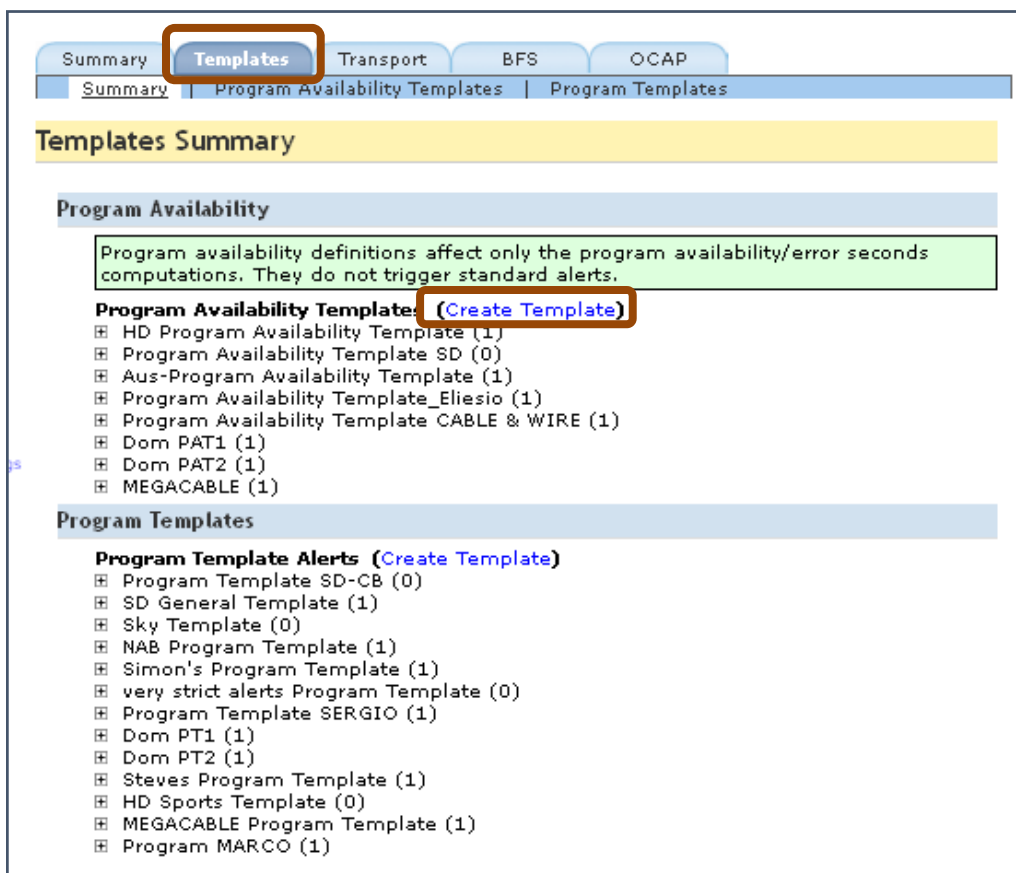 Summary Templates Transport BFS OCAP
Summary | Program Availability Templates | Program Templates
Templates Summary
Program Availability
Program availability definitions affect only the program availability/error seconds
computations. They do not trigger standard alerts.
Program Availability Templates (Create Template)
HD Program Availability Template (1)
Program Availability Template SD (0)
Aus-Program Availability Template (1)
Program Availability Template_Eliesio (1)
Program Availability Template CABLE & WIRE (1)
Dom PAT1 (1)
gs
Dom PAT2 (1)
MEGACABLE (1)
Program Templates
Program Template Alerts (Create Template)
Program Template SD-CB (0)
SD General Template (1)
Sky Template (0)
NAB Program Template (1)
Simon's Program Template (1)
very strict alerts Program Template (0)
Program Template SERGIO (1)
Dom PT1 (1)
Dom PT2 (1)
Steves Program Template (1)
HD Sports Template (0)
MEGACABLE Program Template (1)
Program MARCO (1)